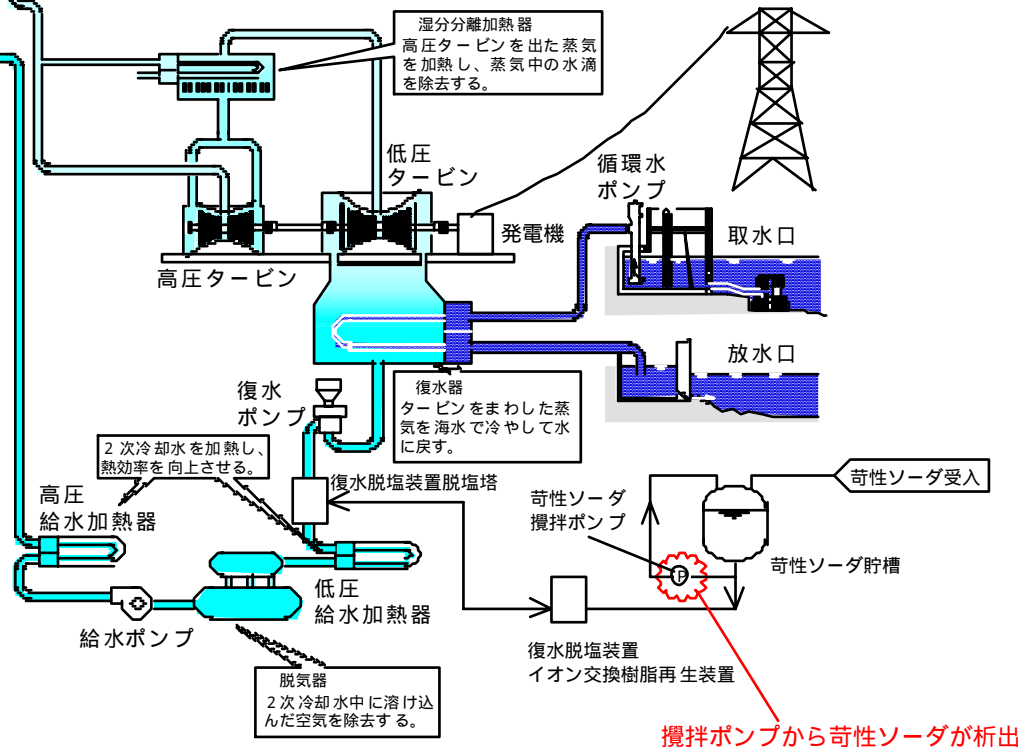 湿分分離加熱器
高圧タービンを出た蒸気
を加熱し、蒸気中の水滴
を除去する。
低圧
タービン
循環水
ポンプ
発電機
取水口
高圧タービン
放水口
復水
ポンプ
復水器
タービンをまわした蒸
気を海水で冷やして水
に戻す。
2次冷却水を加熱し、
熱効率を向上させる。
復水脱塩装置脱塩塔
苛性ソーダ受入
高圧
給水加熱器
苛性ソーダ
攪拌ポンプ
苛性ソーダ貯槽
P
低圧
給水加熱器
給水ポンプ
復水脱塩装置
イオン交換樹脂再生装置
脱気器
2次冷却水中に溶け込
んだ空気を除去する。
攪拌ポンプから苛性ソーダが析出